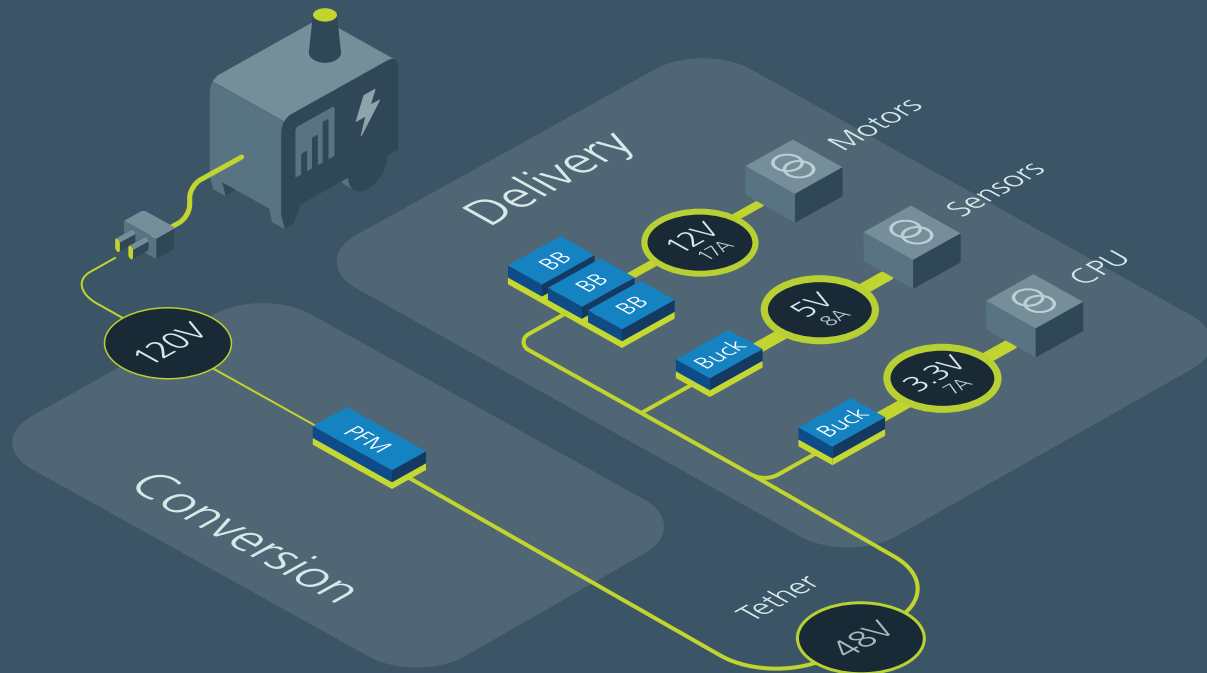 Motors
Sensors
CPU
Delivery
12V
17A
BB
BB
BB
5V
8A
Buck
3.3V
7A
Buck
120V
PFM
Conversion
Tether
48V